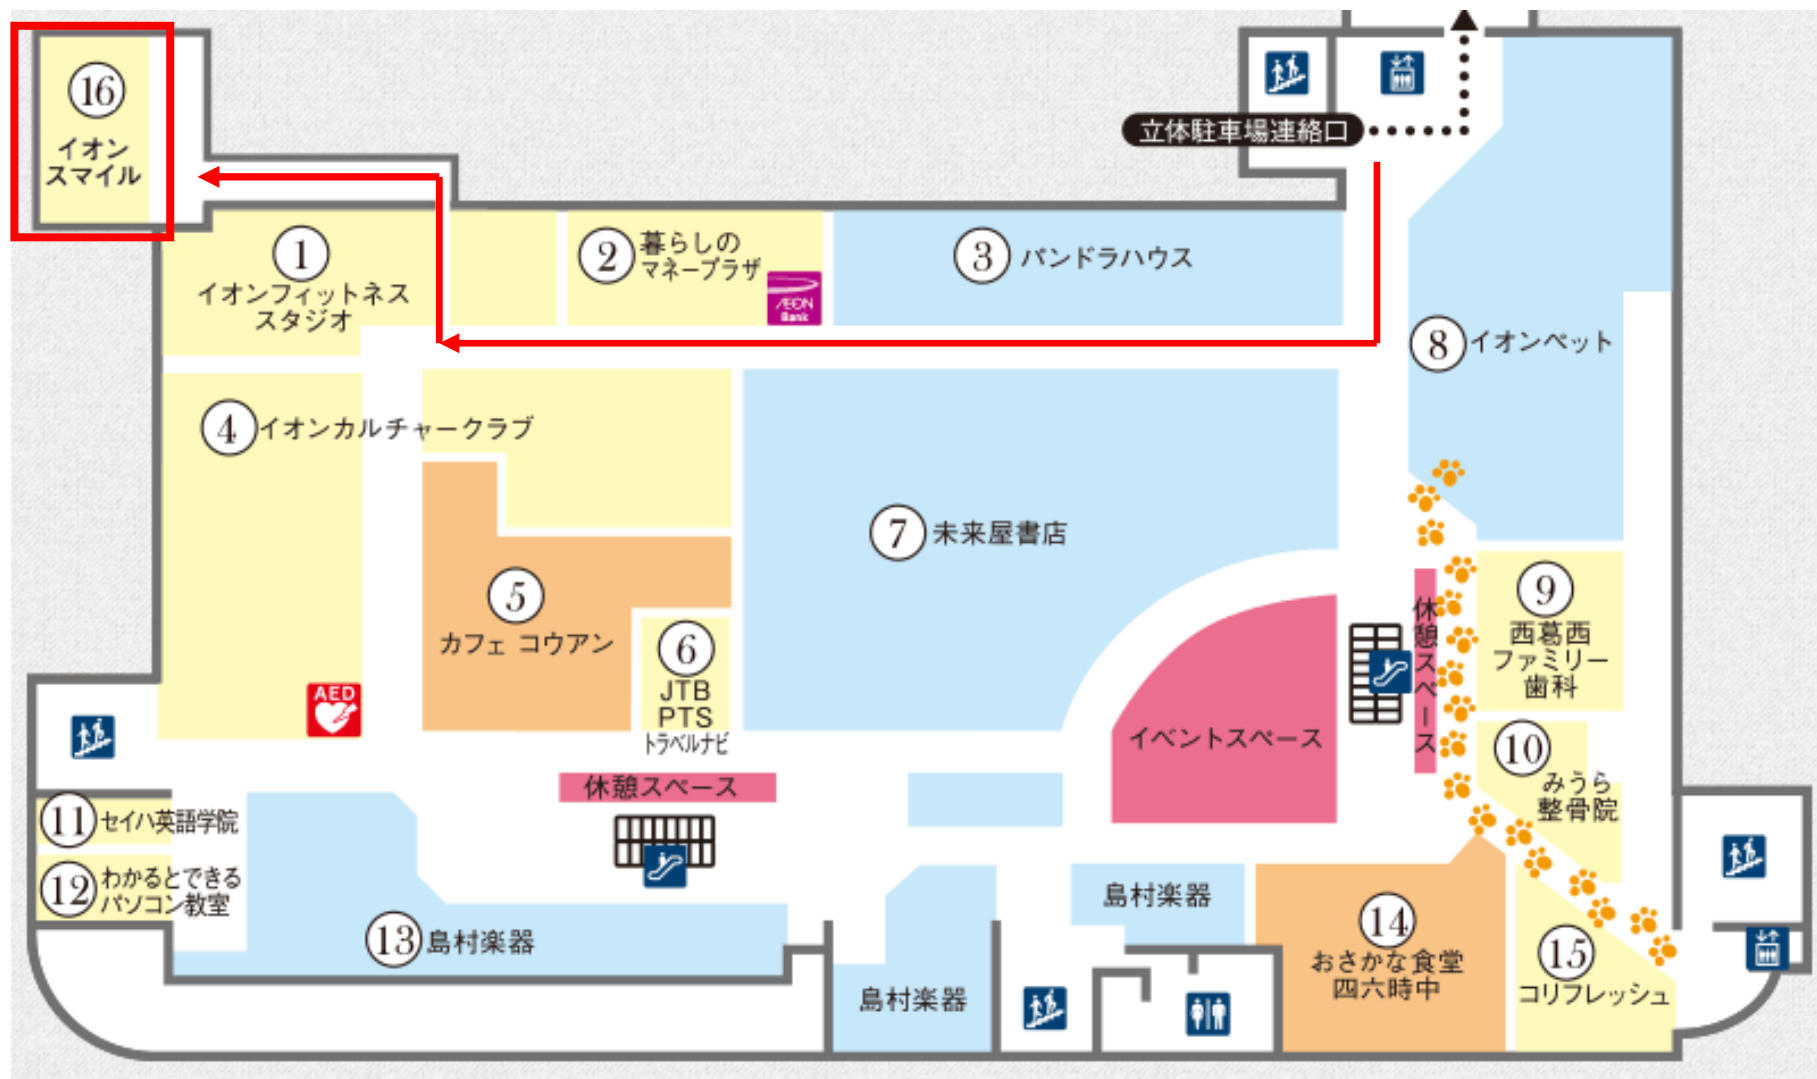 16
イオン
スマイル
立体駐車場連絡口
1
イオンフィットネス
スタジオ
2
暮らしの
マネープラザ
AEON
Bank
3
パンドラハウス
8
イオンペット
4
イオンカルチャークラブ
7
未来屋書店
5
カフェ コウアン
6
JTB
PTS
トラベルナビ
9
西葛西
ファミリー
歯科
休憩スペース
イベントスペース
10
みうら
整骨院
AED
休憩スペース
11
セイハ英語学院
12
わかるとできる
パソコン教室
13
島村楽器
島村楽器
島村楽器
14
おさかな食堂
四六時中
15
コリフレッシュ